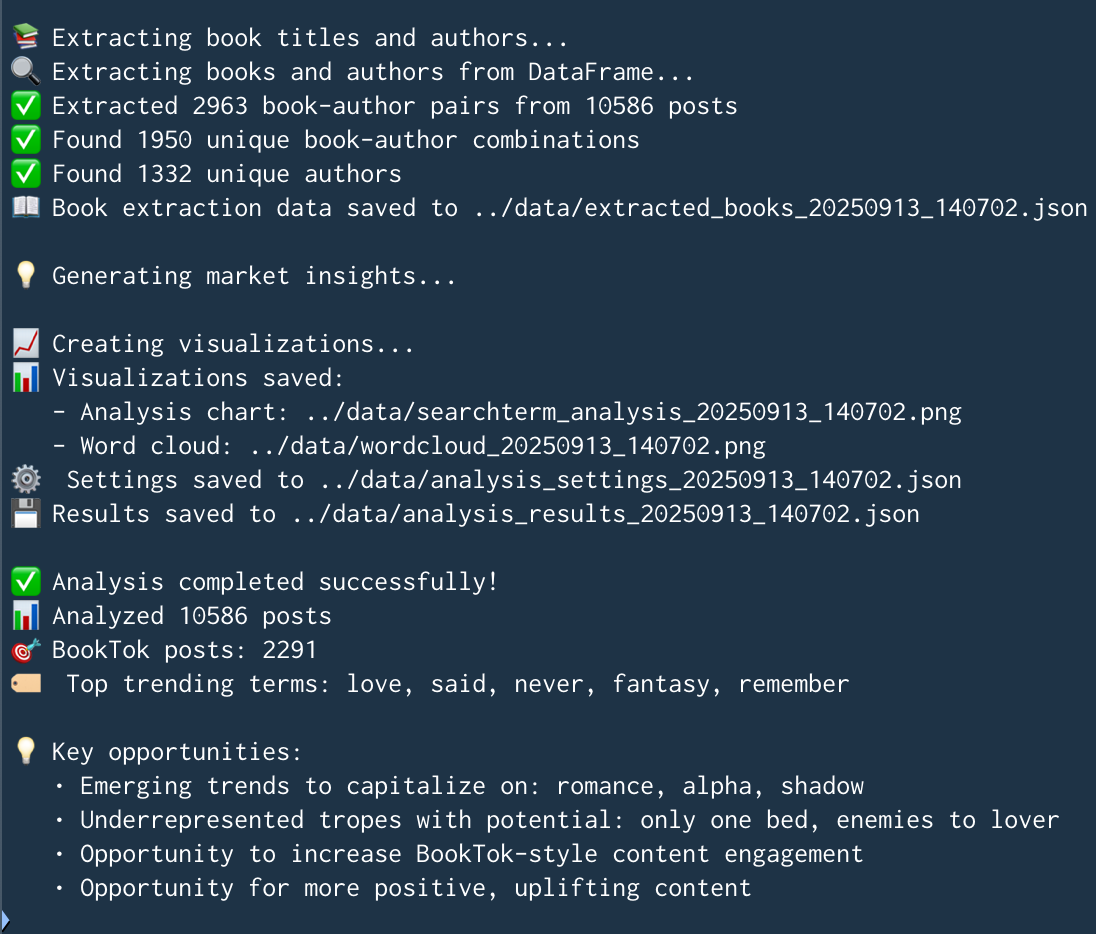 📚 Extracting book titles and authors...
🔍 Extracting books and authors from DataFrame...
✅ Extracted 2963 book-author pairs from 10586 posts
✅ Found 1950 unique book-author combinations
✅ Found 1332 unique authors
📖 Book extraction data saved to ../data/extracted_books_20250913_140702.json
💡 Generating market insights...
📈 Creating visualizations...
📊 Visualizations saved:
- Analysis chart: ../data/searchterm_analysis_20250913_140702.png
- Word cloud: ../data/wordcloud_20250913_140702.png
⚙️ Settings saved to ../data/analysis_settings_20250913_140702.json
💾 Results saved to ../data/analysis_results_20250913_140702.json
✅ Analysis completed successfully!
📊 Analyzed 10586 posts
🎯 BookTok posts: 2291
🏷️ Top trending terms: love, said, never, fantasy, remember
💡 Key opportunities:
• Emerging trends to capitalize on: romance, alpha, shadow
• Underrepresented tropes with potential: only one bed, enemies to lover
• Opportunity to increase BookTok-style content engagement
• Opportunity for more positive, uplifting content